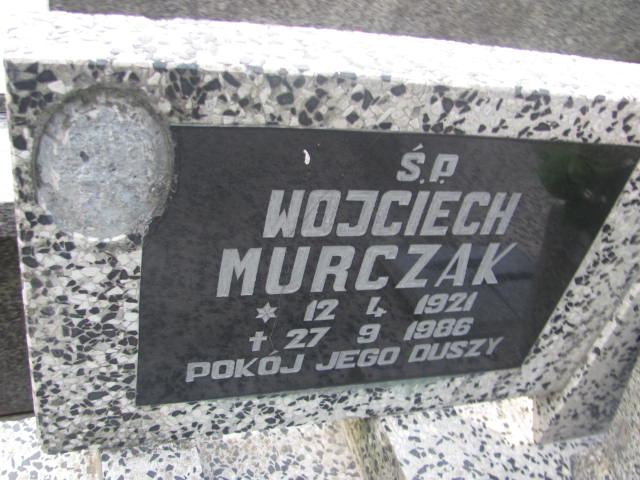 Ś.P.
WOJCIECH
MURCZAK
* 12 4 1921
† 27 9 1986
POKÓJ JEGO DUSZY